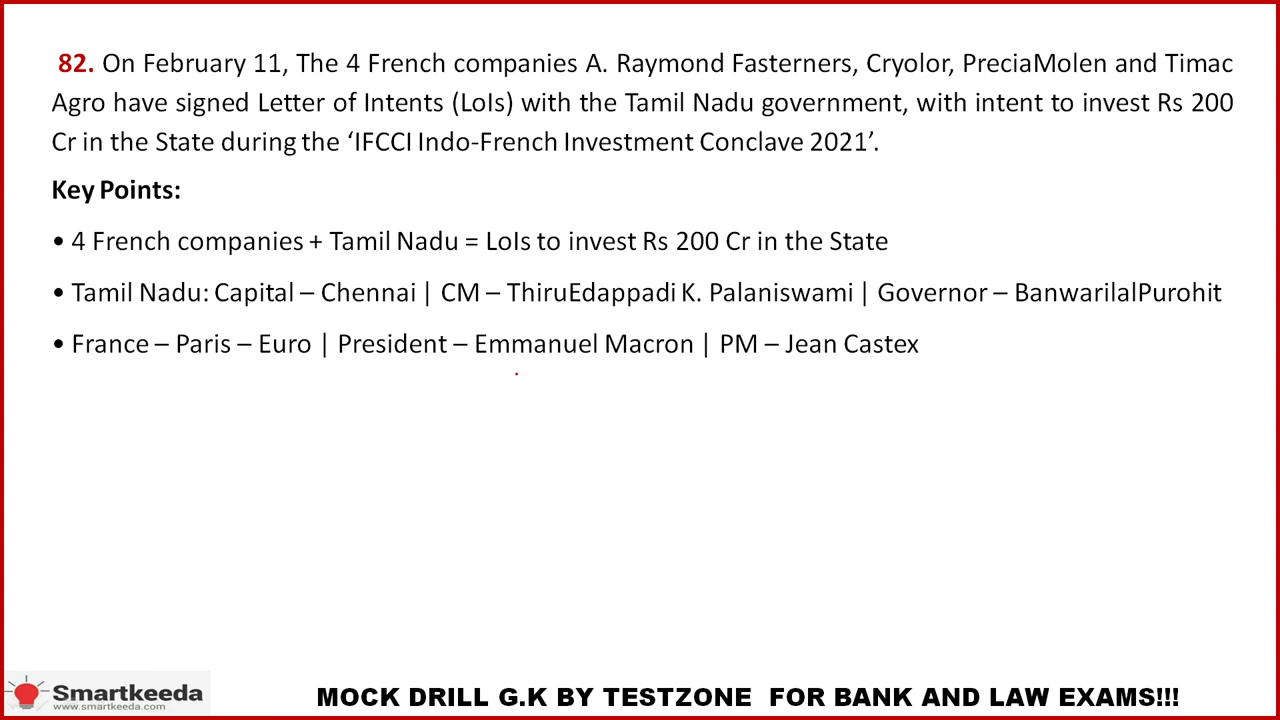 82. On February 11, The 4 French companies A. Raymond Fasterners, Cryolor, PreciaMolen and Timac
Agro have signed Letter of Intents (LoIs) with the Tamil Nadu government, with intent to invest Rs 200
Cr in the State during the ‘IFCCI Indo-French Investment Conclave 2021’.
Key Points:
• 4 French companies + Tamil Nadu = LoIs to invest Rs 200 Cr in the State
• Tamil Nadu: Capital – Chennai | CM – ThiruEdappadi K. Palaniswami | Governor – BanwarilalPurohit
• France – Paris – Euro | President – Emmanuel Macron | PM – Jean Castex
Smartkeeda
www.smartkeeda.com
MOCK DRILL G.K BY TESTZONE FOR BANK AND LAW EXAMS!!!